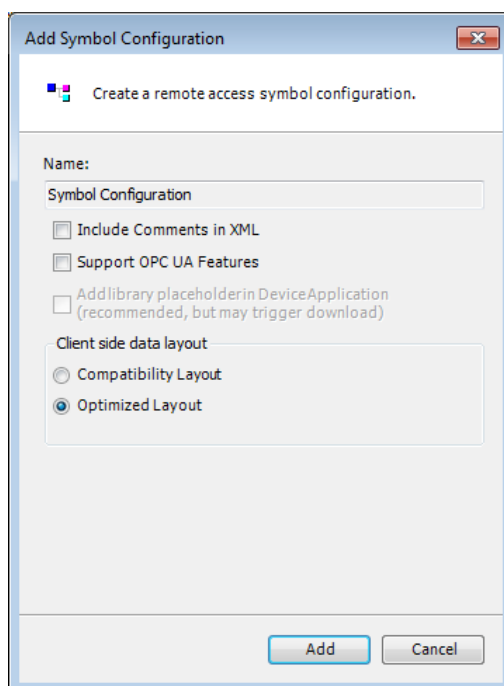 Add Symbol Configuration
Create a remote access symbol configuration.
Name:
Symbol Configuration
Include Comments in XML
Support OPC UA Features
Add library placeholder in Device Application
(recommended, but may trigger download)
Client side data layout
Compatibility Layout
Optimized Layout
Add
Cancel